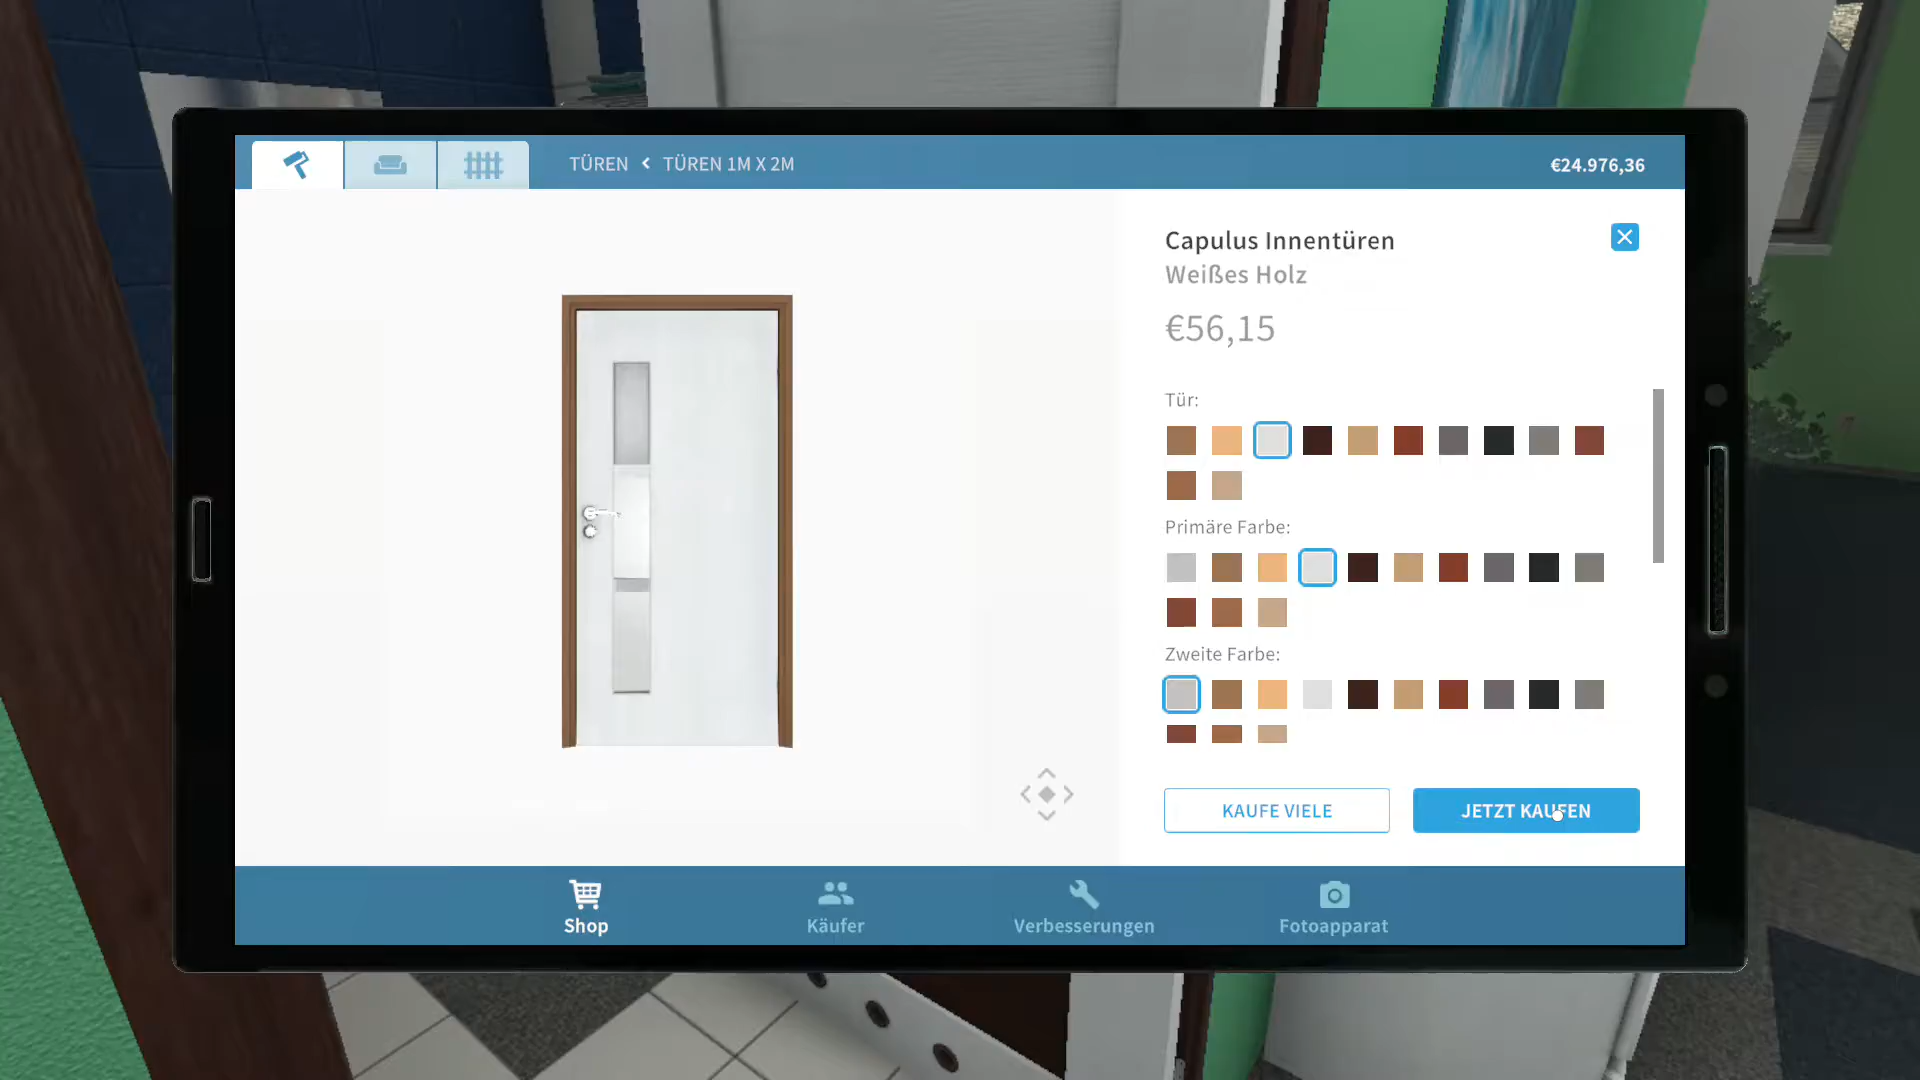 TÜREN < TÜREN 1M X 2M
€24.976,36
Capulus Innentüren
Weißes Holz
€56,15
Tür:
Primäre Farbe:
Zweite Farbe:
KAUFE VIELE
JETZT KAUFEN
Shop
Käufer
Verbesserungen
Fotoapparat